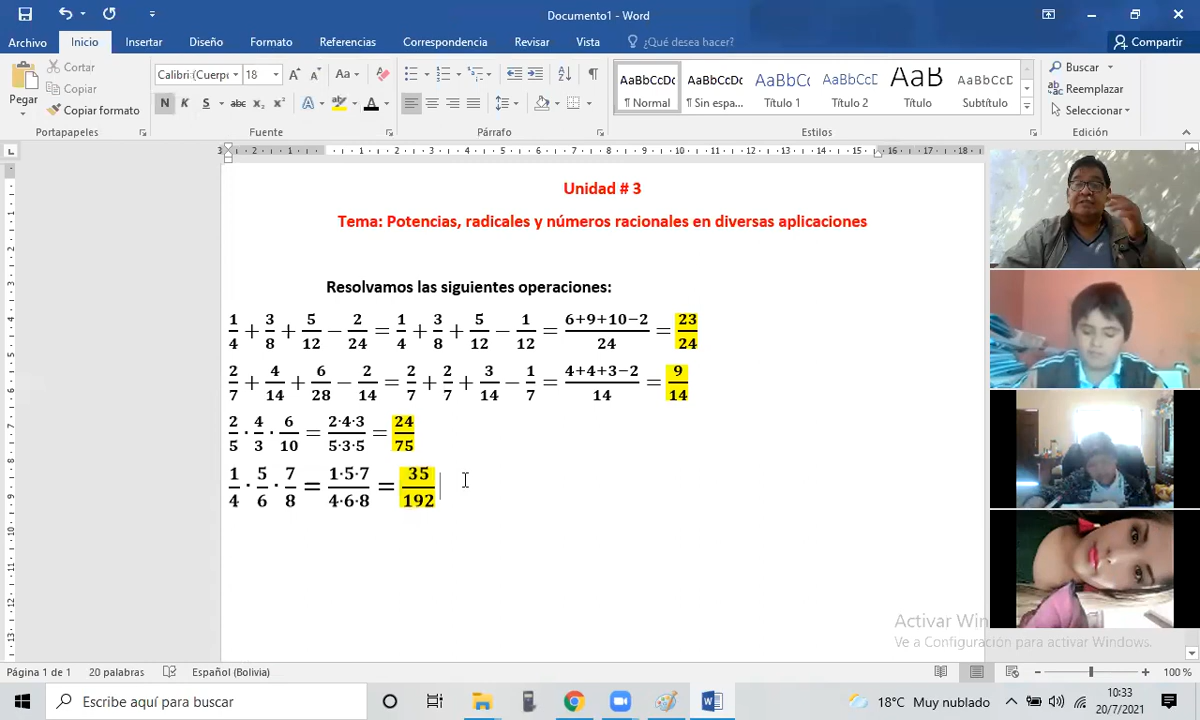 Documento1 - Word
Archivo Inicio Insertar Diseño Formato Referencias Correspondencia Revisar Vista ¿Qué desea hacer? Compartir
Pegar Cortar Copiar Copiar formato
Calibri (Cuerpo 18
AaBbCcDc AaBbCcDc AaBbCc AaBbCcD AaB AaBbCcD
¶ Normal ¶ Sin espa... Título 1 Título 2 Título Subtítulo
Buscar
Reemplazar
Seleccionar
Portapapeles Fuente Párrafo Estilos Edición
Unidad # 3
Tema: Potencias, radicales y números racionales en diversas aplicaciones
Resolvamos las siguientes operaciones:
1/4 + 3/8 + 5/12 − 2/24 = 1/4 + 3/8 + 5/12 − 1/12 = (6+9+10−2)/24 = 23/24
2/7 + 4/14 + 6/28 − 2/14 = 2/7 + 2/7 + 3/14 − 1/7 = (4+4+3−2)/14 = 9/14
2/5 · 4/3 · 6/10 = (2·4·3)/(5·3·5) = 24/75
1/4 · 5/6 · 7/8 = (1·5·7)/(4·6·8) = 35/192
Activar Win
Ve a Configuración para activar Windows.
Página 1 de 1 20 palabras Español (Bolivia) 100 %
Escribe aquí para buscar
18°C Muy nublado
10:33
20/7/2021